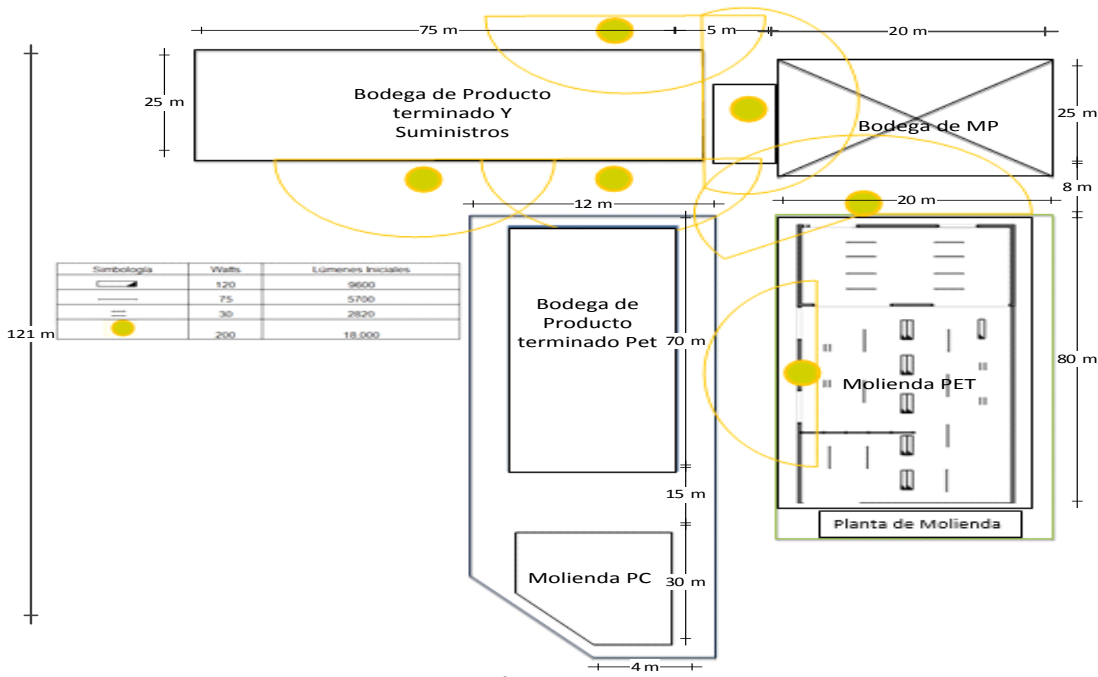 75 m
5 m
20 m
25 m
Bodega de Producto
terminado Y
Suministros
Bodega de MP
25 m
8 m
12 m
20 m
Simbología Watts Lúmenes Iniciales
120 9600
75 5700
30 2820
200 18.000
121 m
Bodega de
Producto
terminado Pet
70 m
Molienda PET
80 m
15 m
Planta de Molienda
Molienda PC
30 m
4 m